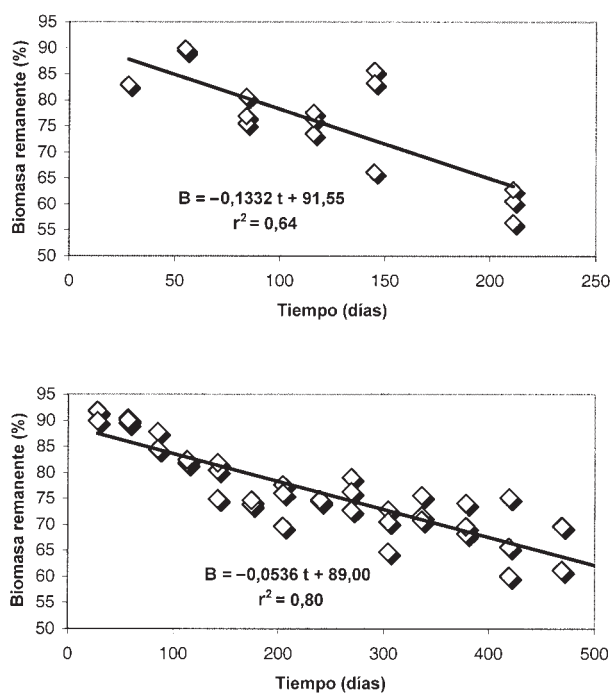 95
90
85
80
75
70
65
60
55
50
Biomasa remanente (%)
B = –0,1332 t + 91,55
r² = 0,64
0 50 100 150 200 250
Tiempo (días)
95
90
85
80
75
70
65
60
55
50
Biomasa remanente (%)
B = –0,0536 t + 89,00
r² = 0,80
0 100 200 300 400 500
Tiempo (días)